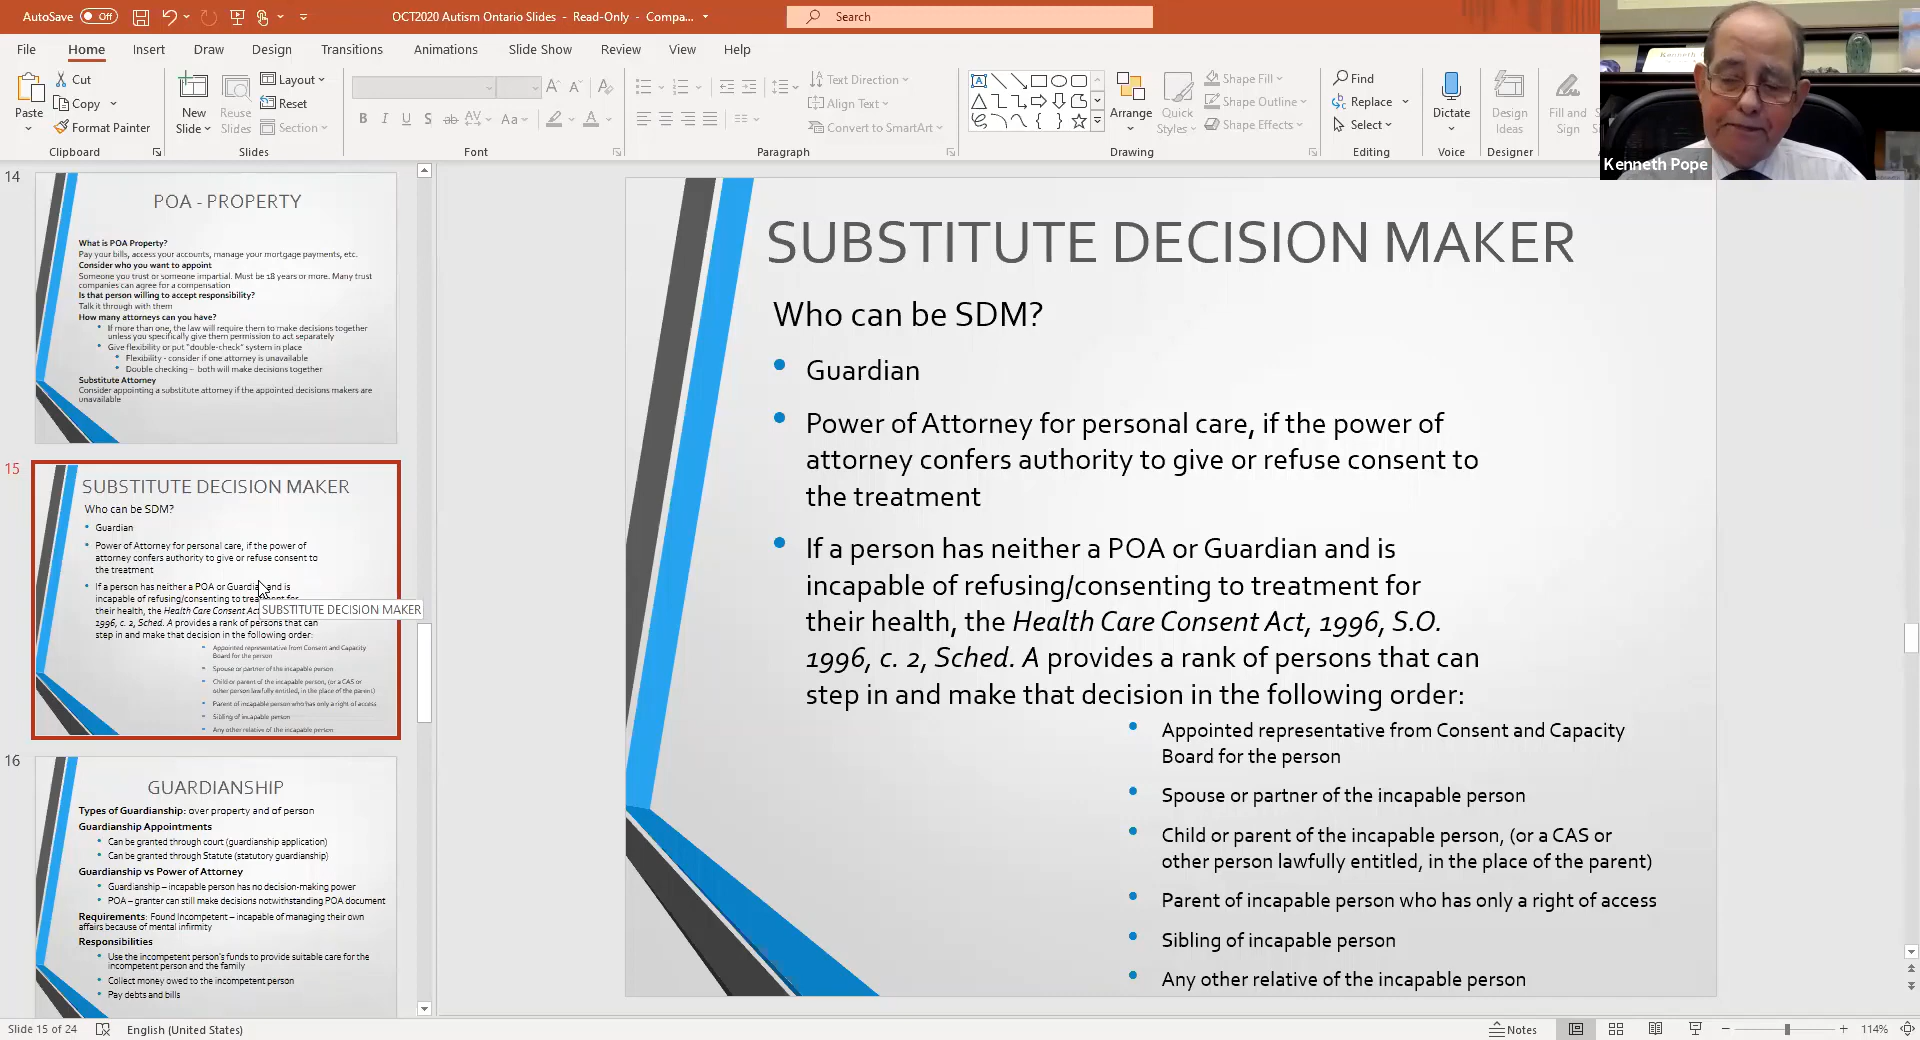 AutoSave Off
OCT2020 Autism Ontario Slides - Read-Only - Compa...
Search
File Home Insert Draw Design Transitions Animations Slide Show Review View Help
Paste
Cut
Copy
Format Painter
Clipboard
New
Slide
Reuse
Slides
Layout
Reset
Section
Slides
Font
Text Direction
Align Text
Convert to SmartArt
Paragraph
Arrange
Quick
Styles
Shape Fill
Shape Outline
Shape Effects
Drawing
Find
Replace
Select
Editing
Dictate
Voice
Design
Ideas
Designer
Fill and
Sign
Kenneth Pope
14
POA - PROPERTY
What is POA Property?
Pay your bills, access your accounts, manage your mortgage payments, etc.
Consider who you want to appoint
Someone you trust or someone impartial. Must be 18 years or more. Many trust
companies can agree for a compensation
Is that person willing to accept responsibility?
Talk it through with them
How many attorneys can you have?
If more than one, the law will require them to make decisions together
unless you specifically give them permission to act separately
Give flexibility or put "double-check" system in place
Flexibility - consider if one attorney is unavailable
Double checking – both will make decisions together
Substitute Attorney
Consider appointing a substitute attorney if the appointed decisions makers are
unavailable
15
SUBSTITUTE DECISION MAKER
Who can be SDM?
Guardian
Power of Attorney for personal care, if the power of
attorney confers authority to give or refuse consent to
the treatment
If a person has neither a POA or Guardian and is
incapable of refusing/consenting to treatment for
their health, the Health Care Consent Act
1996, c. 2, Sched. A provides a rank of persons that can
step in and make that decision in the following order:
Appointed representative from Consent and Capacity
Board for the person
Spouse or partner of the incapable person
Child or parent of the incapable person, (or a CAS or
other person lawfully entitled, in the place of the parent)
Parent of incapable person who has only a right of access
Sibling of incapable person
Any other relative of the incapable person
SUBSTITUTE DECISION MAKER
16
GUARDIANSHIP
Types of Guardianship: over property and of person
Guardianship Appointments
Can be granted through court (guardianship application)
Can be granted through Statute (statutory guardianship)
Guardianship vs Power of Attorney
Guardianship – incapable person has no decision-making power
POA – granter can still make decisions notwithstanding POA document
Requirements: Found Incompetent – incapable of managing their own
affairs because of mental infirmity
Responsibilities
Use the incompetent person's funds to provide suitable care for the
incompetent person and the family
Collect money owed to the incompetent person
Pay debts and bills
SUBSTITUTE DECISION MAKER
Who can be SDM?
Guardian
Power of Attorney for personal care, if the power of
attorney confers authority to give or refuse consent to
the treatment
If a person has neither a POA or Guardian and is
incapable of refusing/consenting to treatment for
their health, the Health Care Consent Act, 1996, S.O.
1996, c. 2, Sched. A provides a rank of persons that can
step in and make that decision in the following order:
Appointed representative from Consent and Capacity
Board for the person
Spouse or partner of the incapable person
Child or parent of the incapable person, (or a CAS or
other person lawfully entitled, in the place of the parent)
Parent of incapable person who has only a right of access
Sibling of incapable person
Any other relative of the incapable person
Slide 15 of 24
English (United States)
Notes
114%